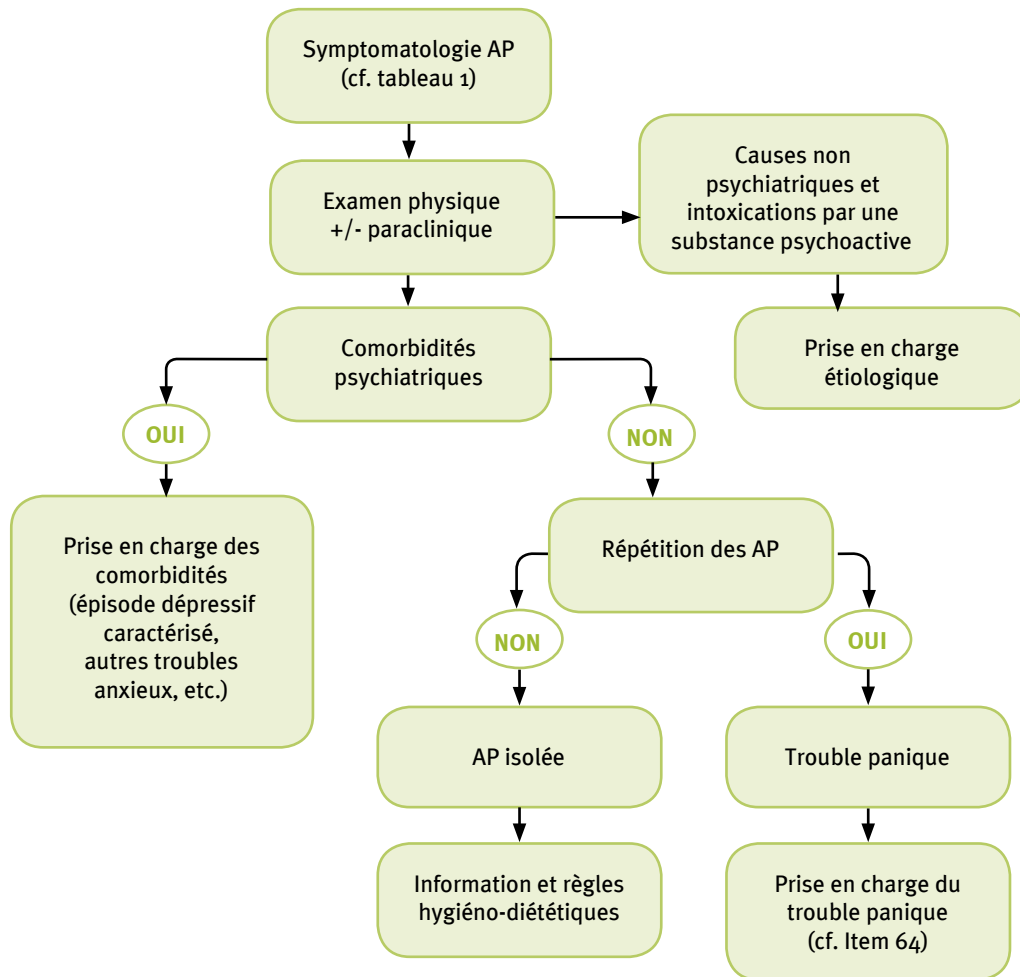 Symptomatologie AP
(cf. tableau 1)
Examen physique
+/- paraclinique
Causes non
psychiatriques et
intoxications par une
substance psychoactive
Prise en charge
étiologique
Comorbidités
psychiatriques
OUI
NON
Prise en charge des
comorbidités
(épisode dépressif
caractérisé,
autres troubles
anxieux, etc.)
Répétition des AP
NON
OUI
AP isolée
Trouble panique
Information et règles
hygiéno-diététiques
Prise en charge du
trouble panique
(cf. Item 64)